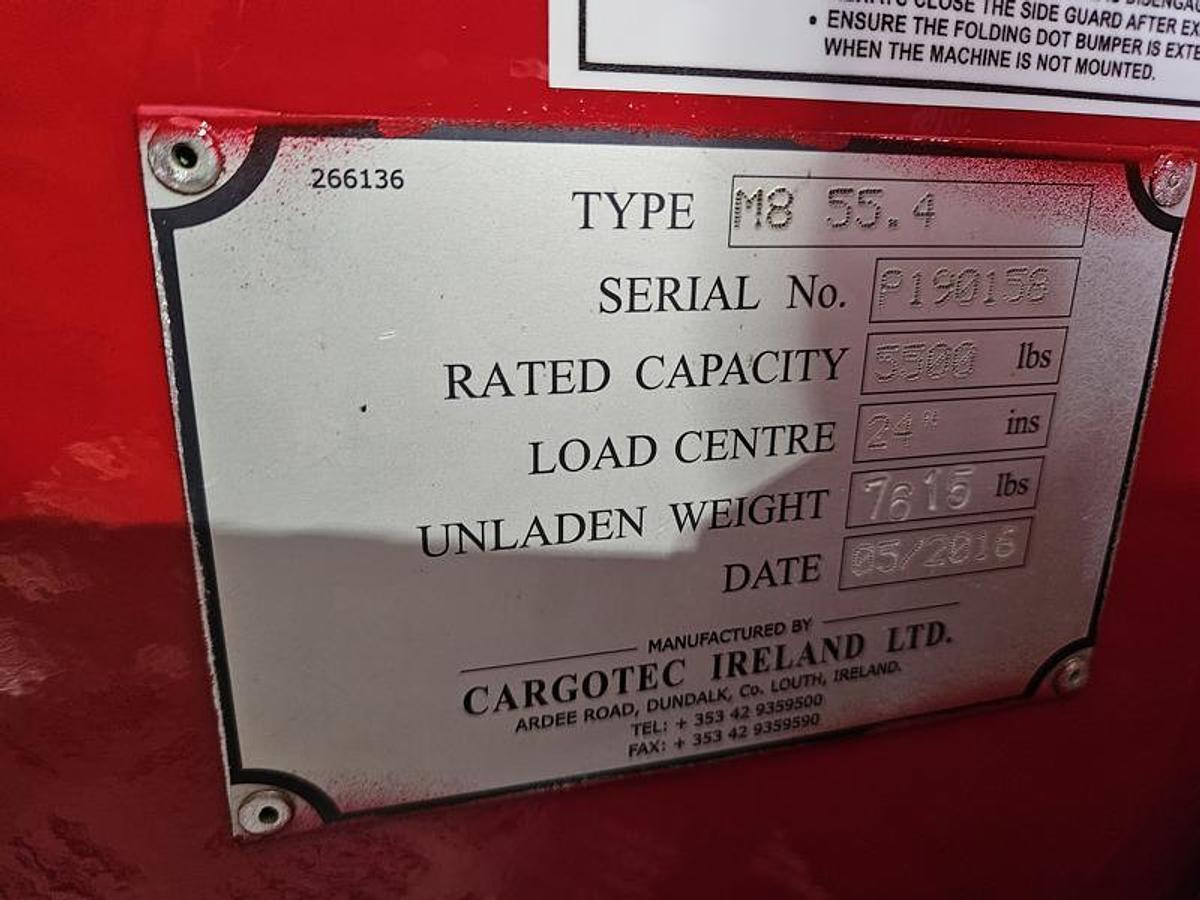 CLOSE THE SIDE GUARD AFTER
• ENSURE THE FOLDING DOT BUMPER IS
WHEN THE MACHINE IS NOT MOUNTED.
266136
TYPE M8 55.4
SERIAL No. P190158
RATED CAPACITY 5500 lbs
LOAD CENTRE 24" ins
UNLADEN WEIGHT 7615 lbs
DATE 05/2016
MANUFACTURED BY
CARGOTEC IRELAND LTD.
ARDEE ROAD, DUNDALK, Co. LOUTH, IRELAND.
TEL: + 353 42 9359500
FAX: + 353 42 9359590